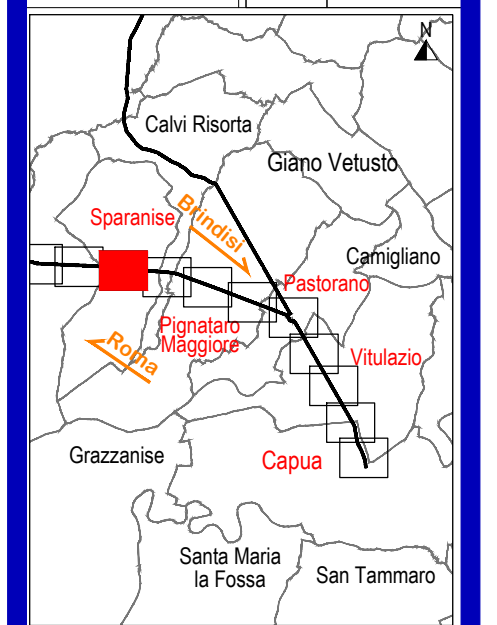 N
Calvi Risorta
Giano Vetusto
Brindisi
Sparanise
Camigliano
Pastorano
Pignataro
Maggiore
Roma
Vitulazio
Grazzanise
Capua
Santa Maria
la Fossa
San Tammaro